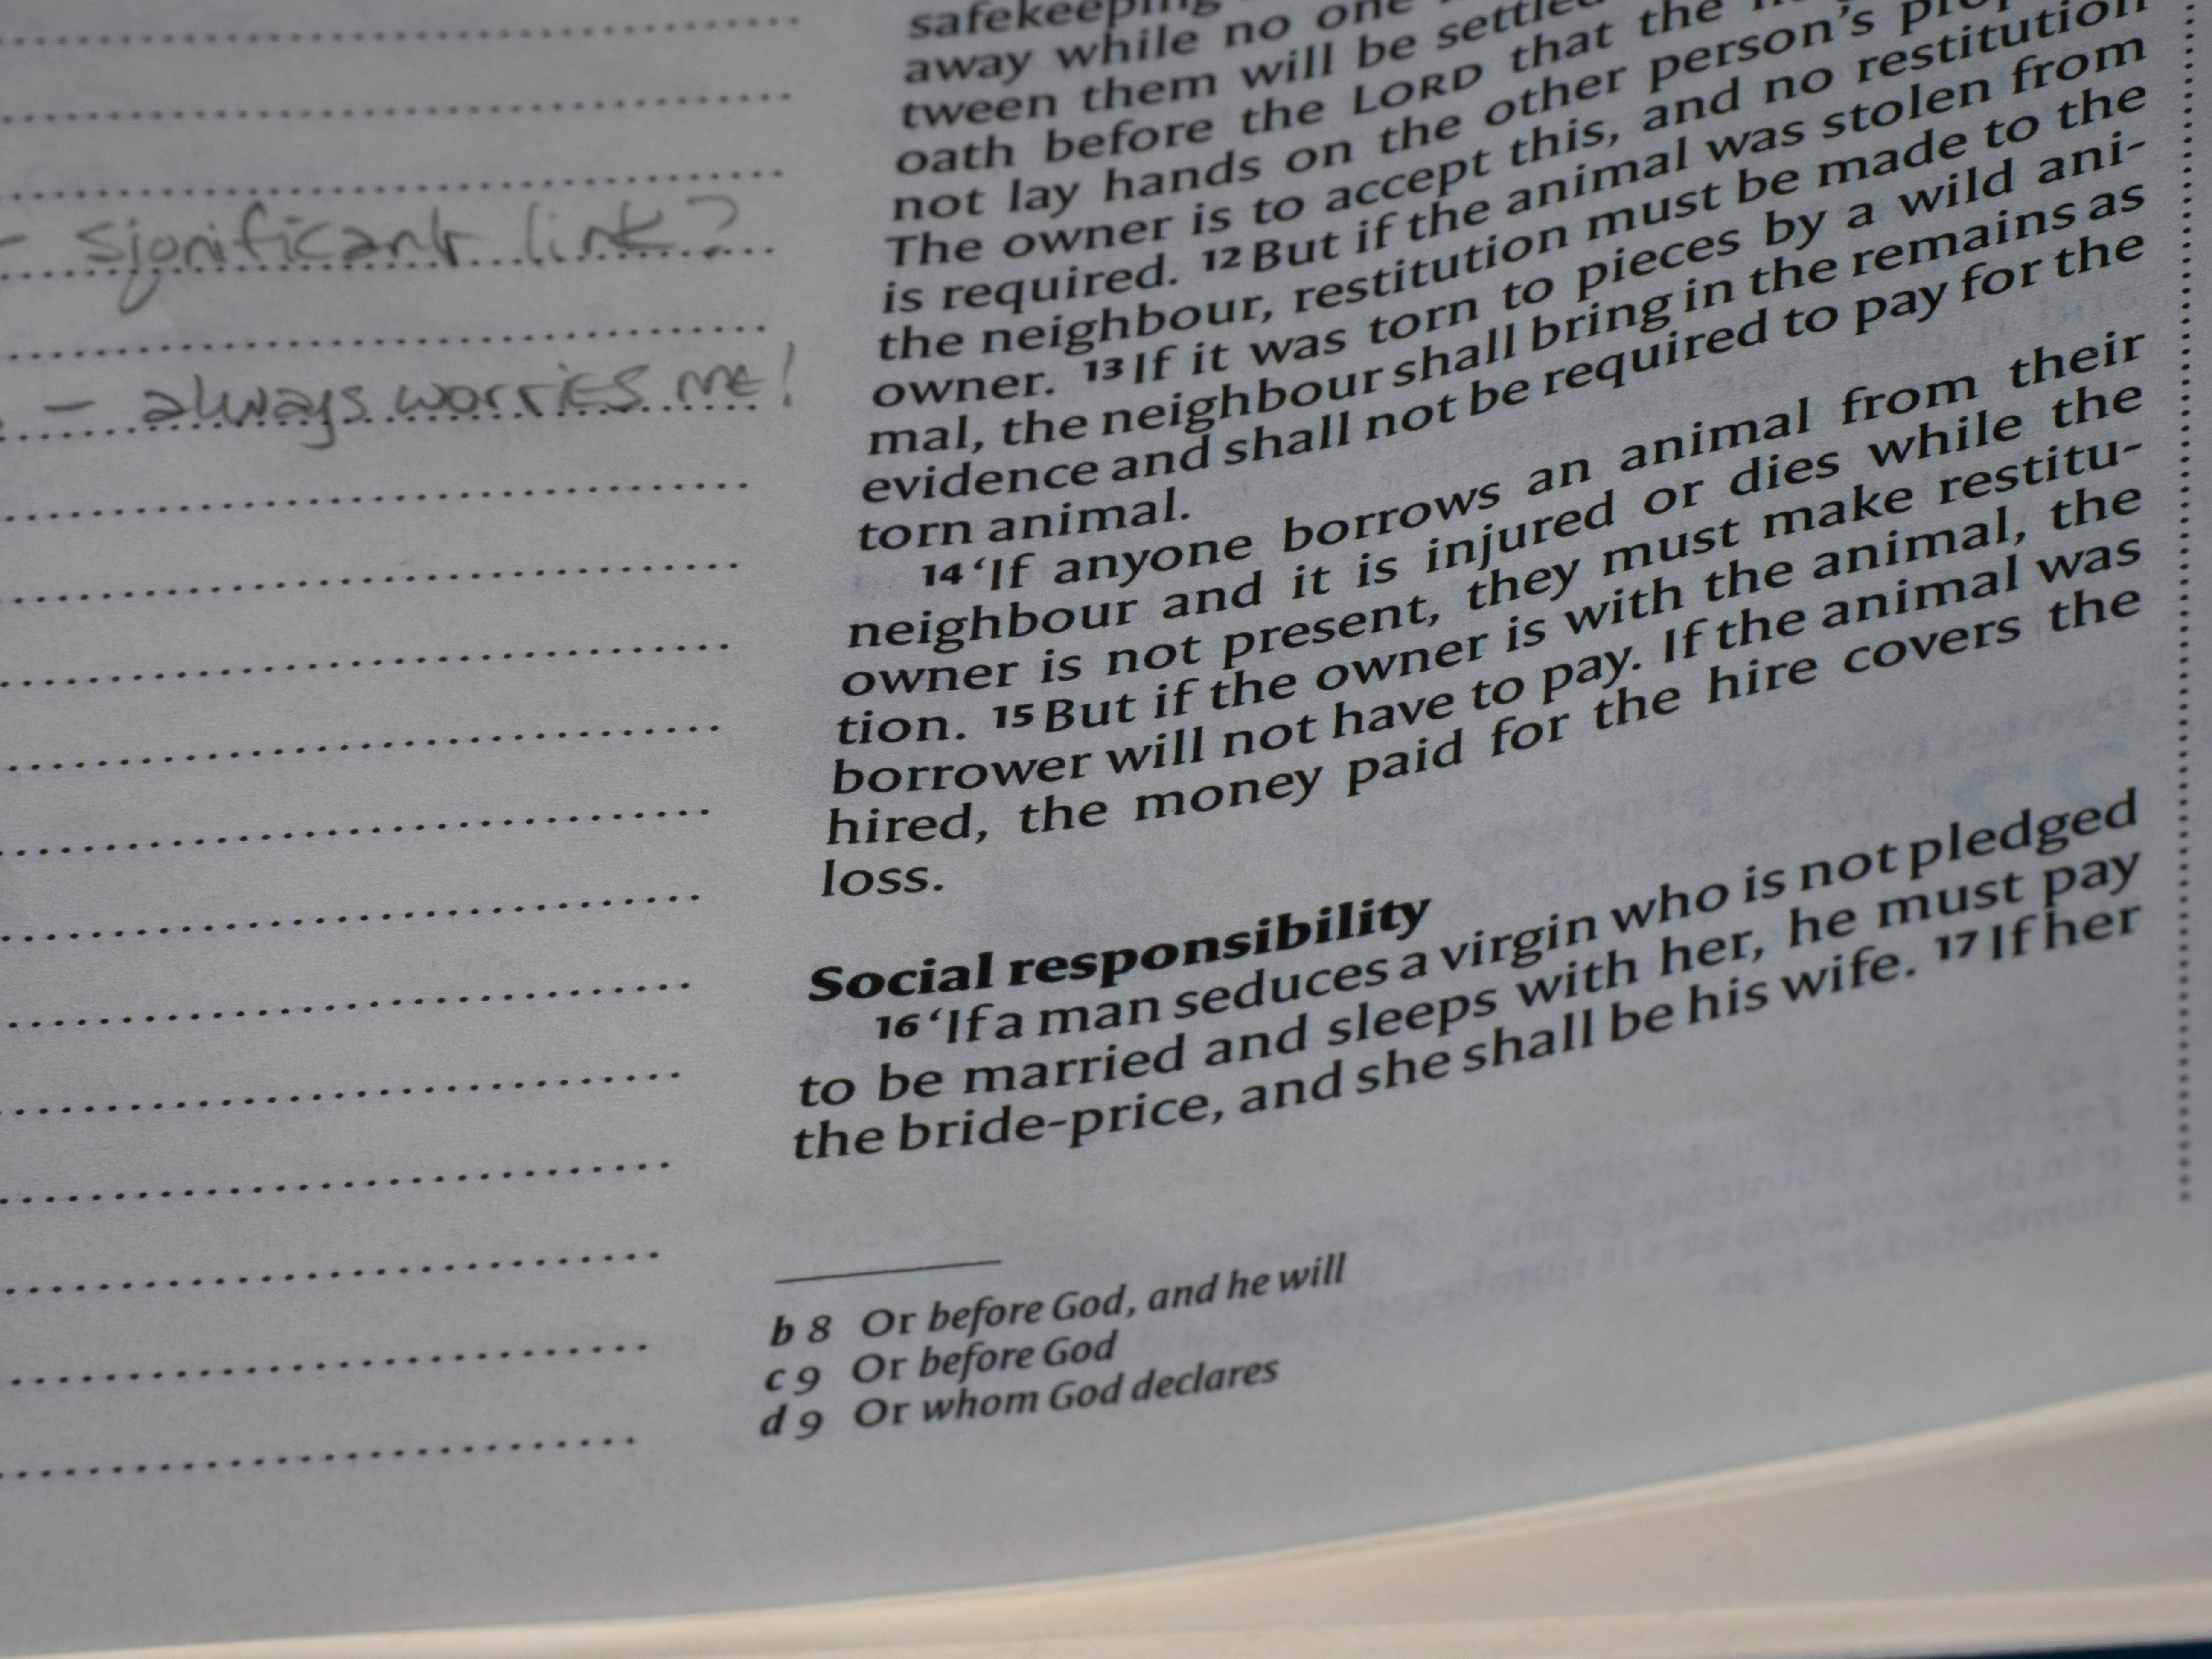 - significant link?
- always worries me!
safekeeping
away while no one
tween them will be settled
oath before the LORD that the
not lay hands on the other person's
The owner is to accept this, and no restitution
is required. 12 But if the animal was stolen from
the neighbour, restitution must be made to the
owner. 13 If it was torn to pieces by a wild ani-
mal, the neighbour shall bring in the remains as
evidence and shall not be required to pay for the
torn animal.
14 ‘If anyone borrows an animal from their
neighbour and it is injured or dies while the
owner is not present, they must make restitu-
tion. 15 But if the owner is with the animal, the
borrower will not have to pay. If the animal was
hired, the money paid for the hire covers the
loss.
Social responsibility
16 ‘If a man seduces a virgin who is not pledged
to be married and sleeps with her, he must pay
the bride-price, and she shall be his wife. 17 If her
b 8 Or before God, and he will
c 9 Or before God
d 9 Or whom God declares